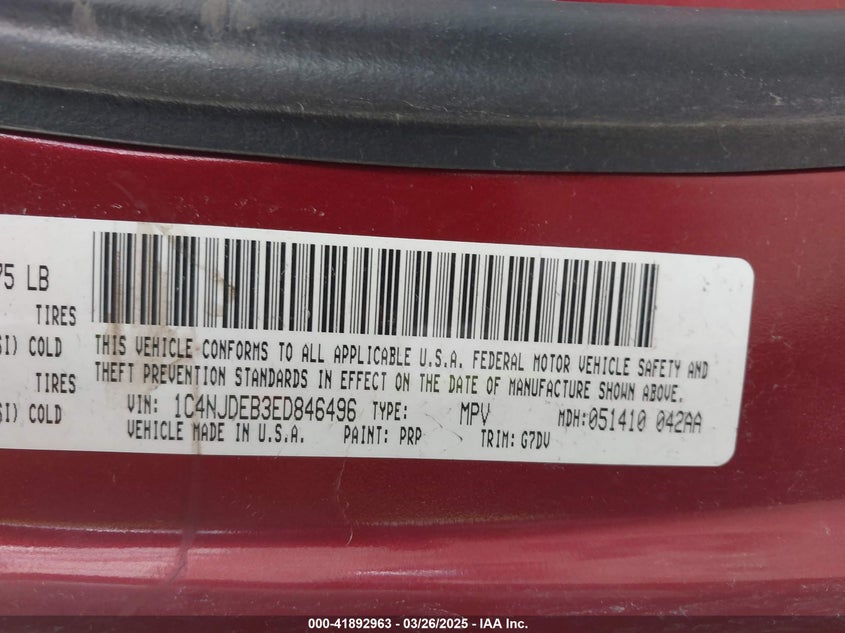 75 LB
TIRES
SI) COLD
TIRES
SI) COLD
THIS VEHICLE CONFORMS TO ALL APPLICABLE U.S.A. FEDERAL MOTOR VEHICLE SAFETY AND
THEFT PREVENTION STANDARDS IN EFFECT ON THE DATE OF MANUFACTURE SHOWN ABOVE.
VIN: 1C4NJDEB3ED846496 TYPE: MPV MDH:051410 042AA
VEHICLE MADE IN U.S.A. PAINT: PRP TRIM: G7DV
000-41892963 - 03/26/2025 - IAA Inc.